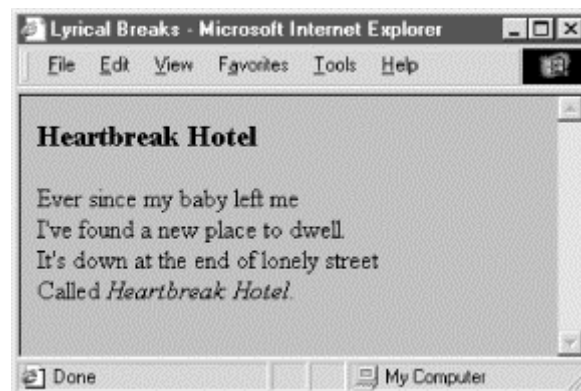 Lyrical Breaks - Microsoft Internet Explorer
File Edit View Favorites Tools Help
Heartbreak Hotel
Ever since my baby left me
I've found a new place to dwell.
It's down at the end of lonely street
Called Heartbreak Hotel.
Done My Computer